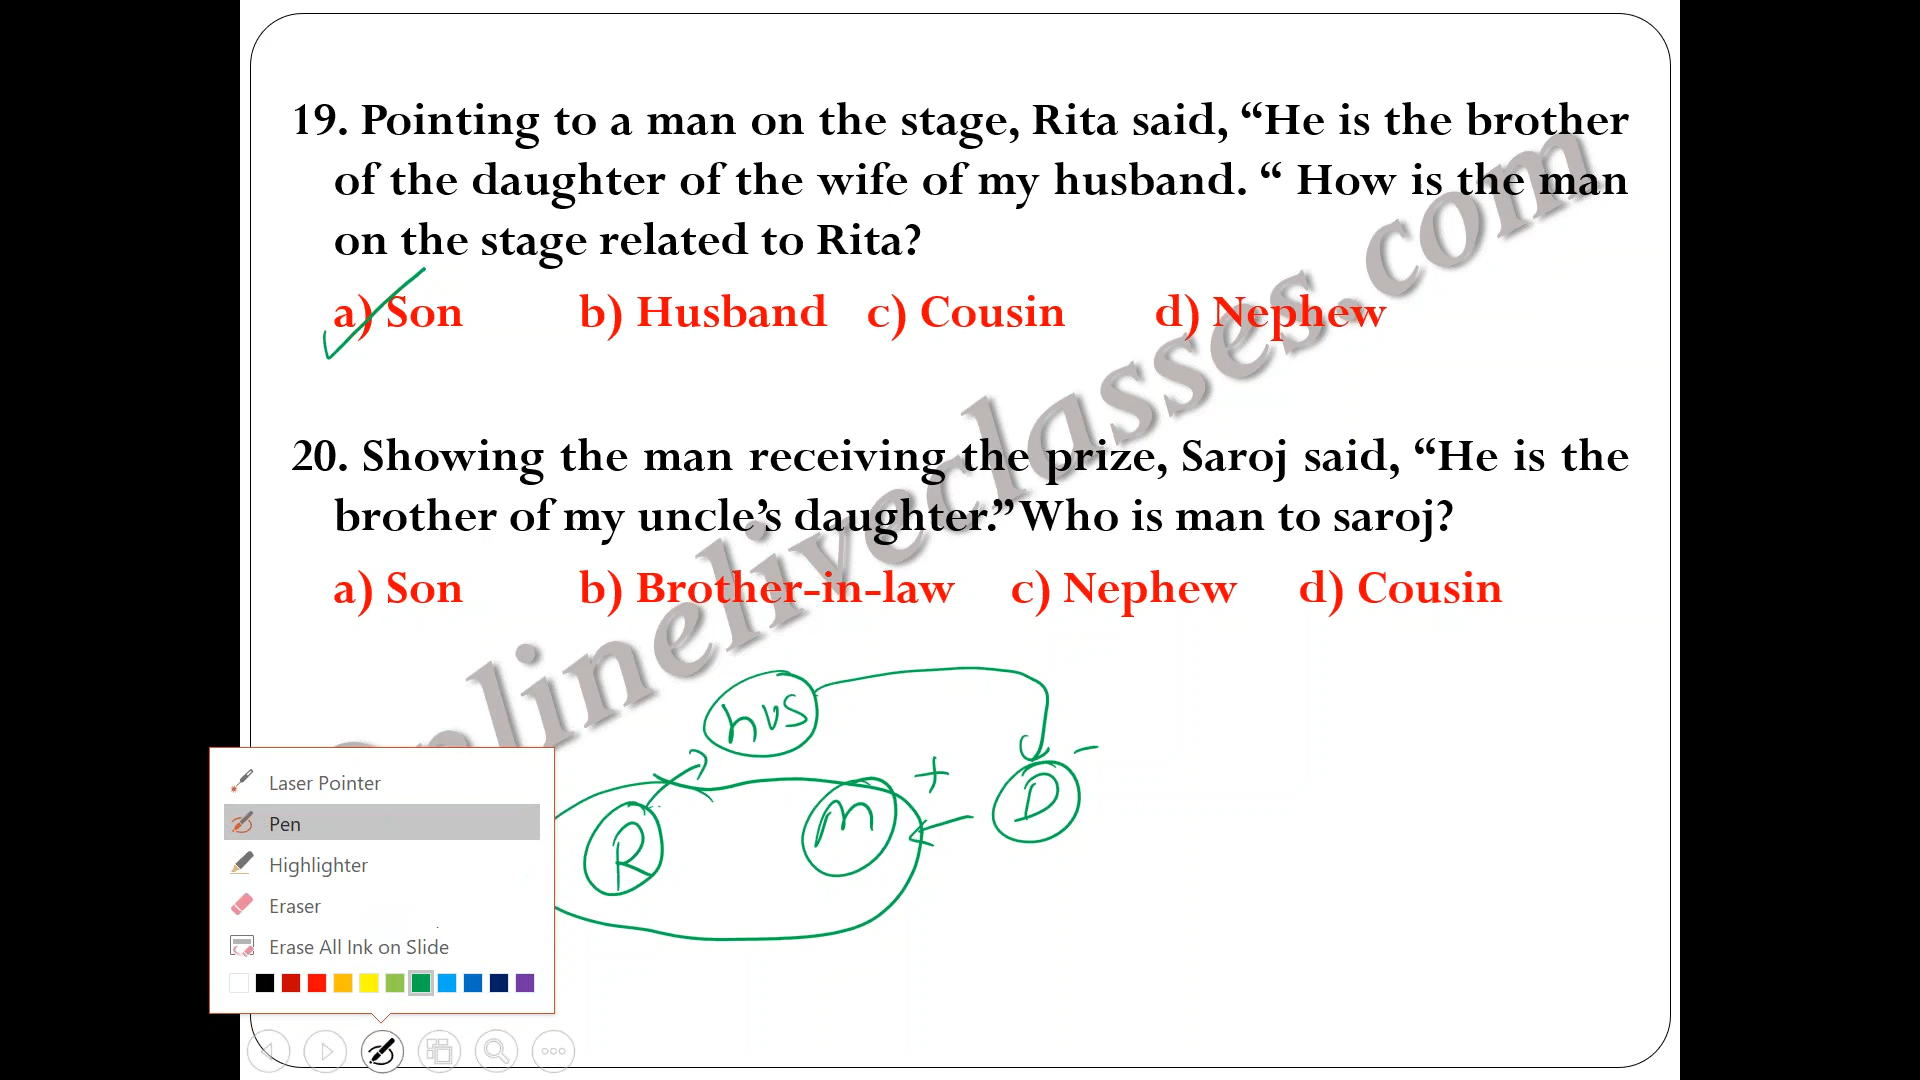 19. Pointing to a man on the stage, Rita said, “He is the brother
of the daughter of the wife of my husband. “ How is the man
on the stage related to Rita?
a) Son b) Husband c) Cousin d) Nephew
20. Showing the man receiving the prize, Saroj said, “He is the
brother of my uncle’s daughter.” Who is man to saroj?
a) Son b) Brother-in-law c) Nephew d) Cousin
nlineliveclasses.com
hus
+ -
R M D
Laser Pointer
Pen
Highlighter
Eraser
Erase All Ink on Slide